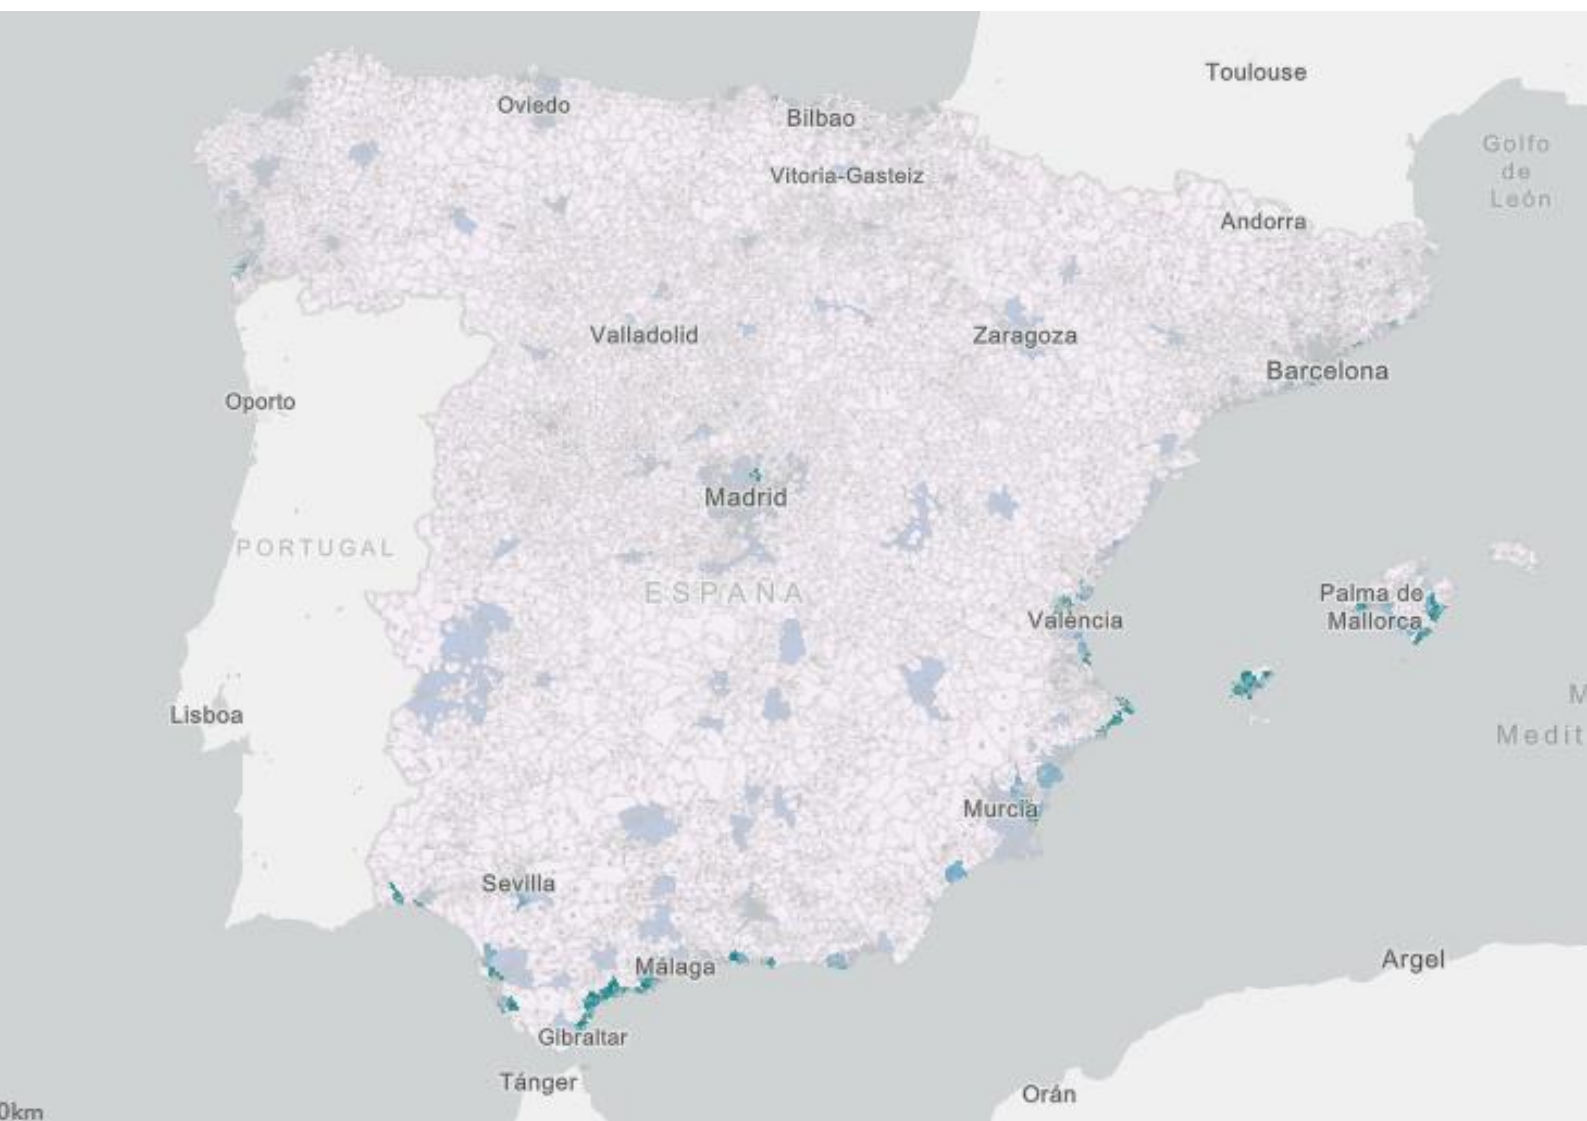 Toulouse
Oviedo
Bilbao
Golfo
de
León
Vitoria-Gasteiz
Andorra
Valladolid
Zaragoza
Barcelona
Oporto
Madrid
PORTUGAL
ESPAÑA
Palma de
Mallorca
València
Lisboa
M
Medit
Murcia
Sevilla
Málaga
Argel
Gibraltar
Tánger
Orán
0km